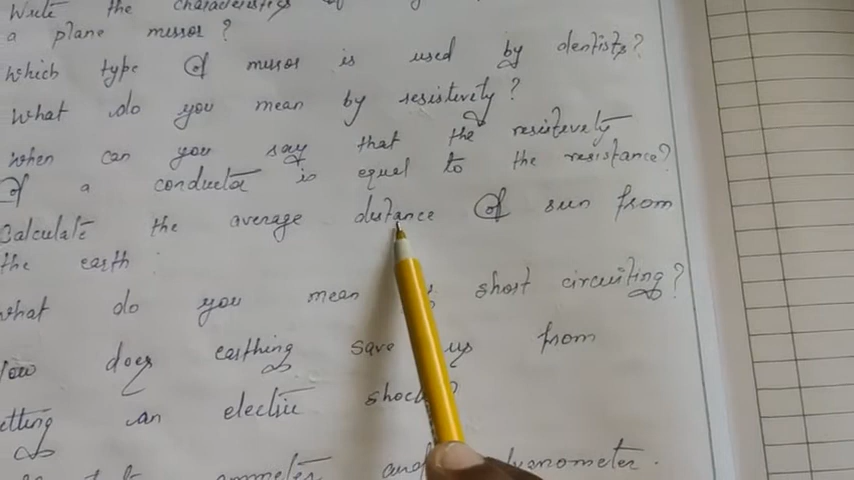 Write the characteristics
a plane mirror ?
which type of mirror is used by dentists?
What do you mean by resistivety ?
When can you say that the resistevety
of a conductor is equal to the resistance?
Calculate the average distance of sun from
the earth :
what do you mean short circuiting ?
How does earthing save us from
etting an electric shock ?
ammeter and